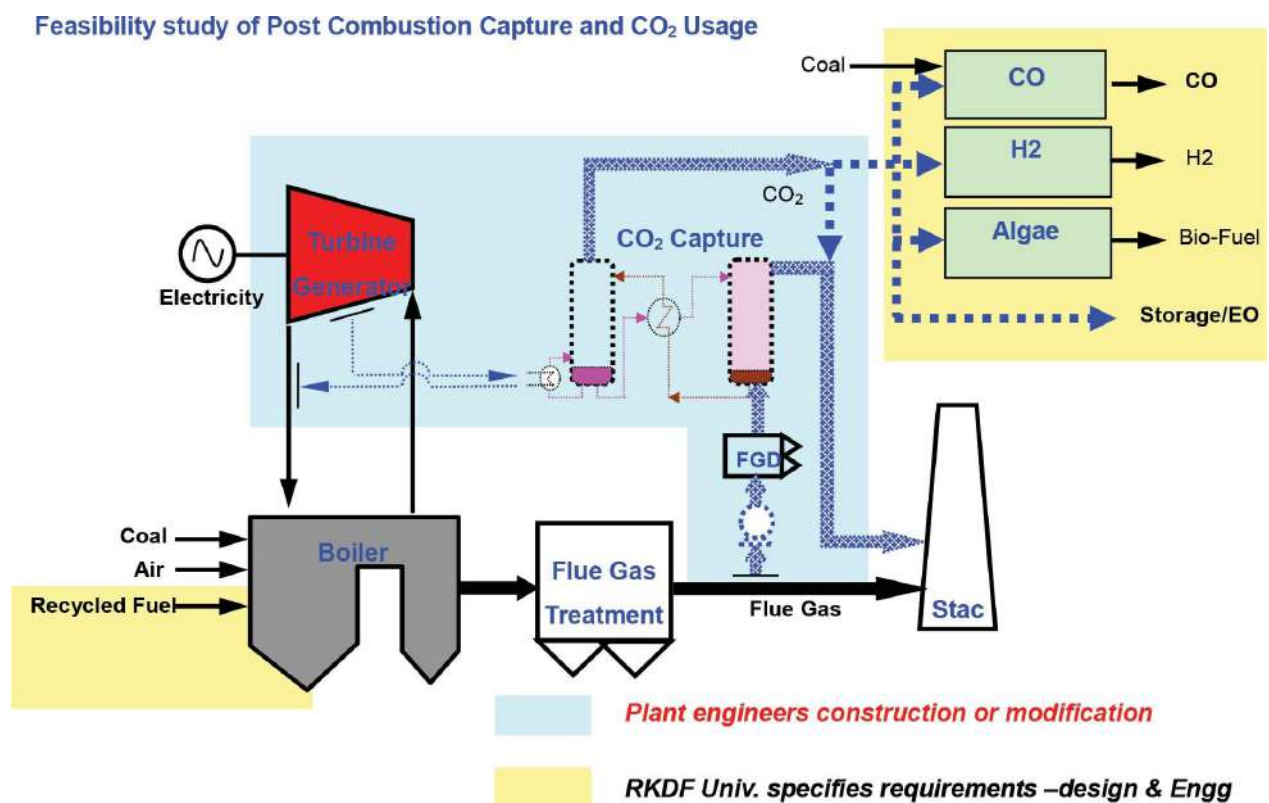 Feasibility study of Post Combustion Capture and CO₂ Usage
Coal
CO
CO
H2
H2
CO₂
Algae
Bio-Fuel
Storage/EO
Turbine
Generator
Electricity
CO₂ Capture
FGD
Coal
Air
Recycled Fuel
Boiler
Flue Gas
Treatment
Flue Gas
Stac
Plant engineers construction or modification
RKDF Univ. specifies requirements –design & Engg